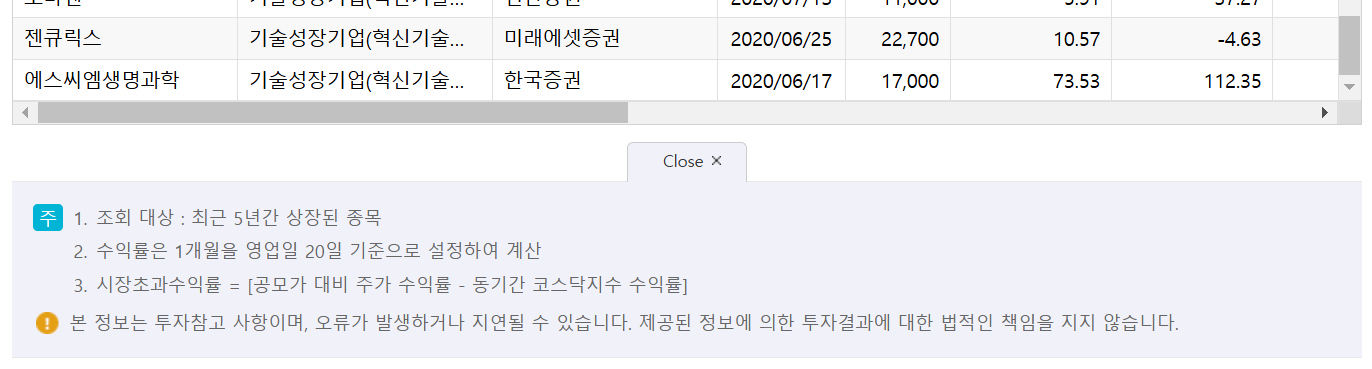 2020/07/13 11,000
젠큐릭스 기술성장기업(혁신기술... 미래에셋증권 2020/06/25 22,700 10.57 -4.63
에스씨엠생명과학 기술성장기업(혁신기술... 한국증권 2020/06/17 17,000 73.53 112.35
Close ×
주 1. 조회 대상 : 최근 5년간 상장된 종목
2. 수익률은 1개월을 영업일 20일 기준으로 설정하여 계산
3. 시장초과수익률 = [공모가 대비 주가 수익률 - 동기간 코스닥지수 수익률]
! 본 정보는 투자참고 사항이며, 오류가 발생하거나 지연될 수 있습니다. 제공된 정보에 의한 투자결과에 대한 법적인 책임을 지지 않습니다.